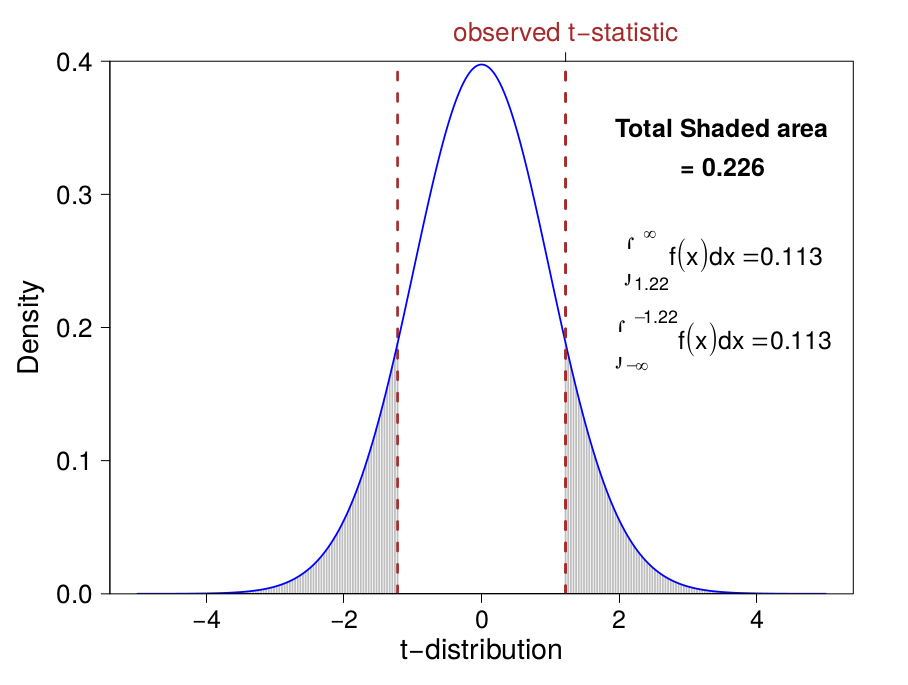 observed t−statistic
Total Shaded area
= 0.226
∫ ∞ 1.22 f(x)dx =0.113
∫ −1.22 −∞ f(x)dx =0.113
Density
0.4
0.3
0.2
0.1
0.0
−4 −2 0 2 4
t−distribution